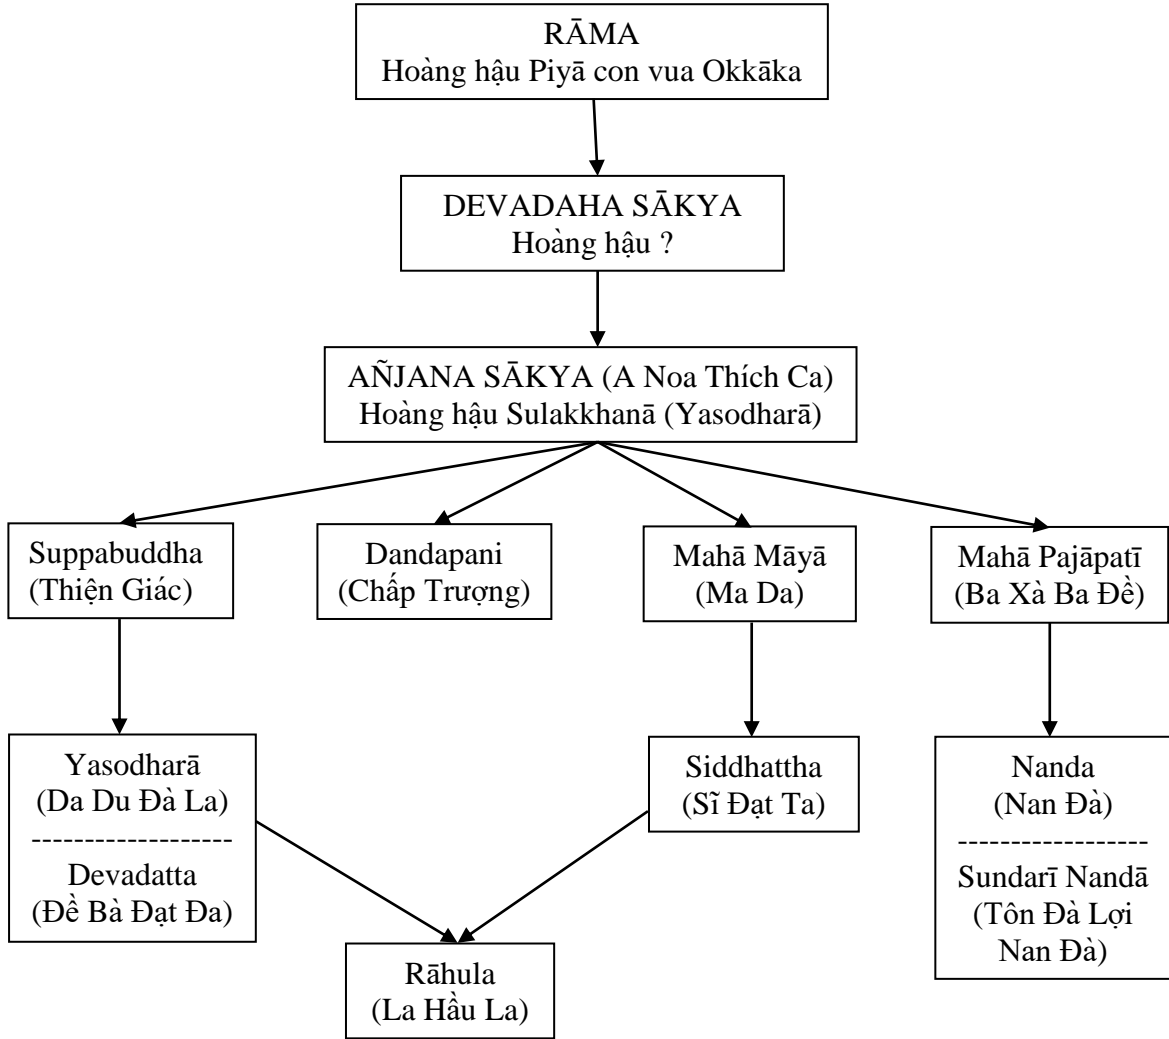 RĀMA
Hoàng hậu Piyā con vua Okkāka
DEVADAHA SĀKYA
Hoàng hậu ?
AÑJANA SĀKYA (A Noa Thích Ca)
Hoàng hậu Sulakkhanā (Yasodharā)
Suppabuddha
(Thiện Giác)
Dandapani
(Chấp Trượng)
Mahā Māyā
(Ma Da)
Mahā Pajāpatī
(Ba Xà Ba Đề)
Yasodharā
(Da Du Đà La)
--------------------
Devadatta
(Đề Bà Đạt Đa)
Siddhattha
(Sĩ Đạt Ta)
Nanda
(Nan Đà)
-------------------
Sundarī Nandā
(Tôn Đà Lợi
Nan Đà)
Rāhula
(La Hầu La)